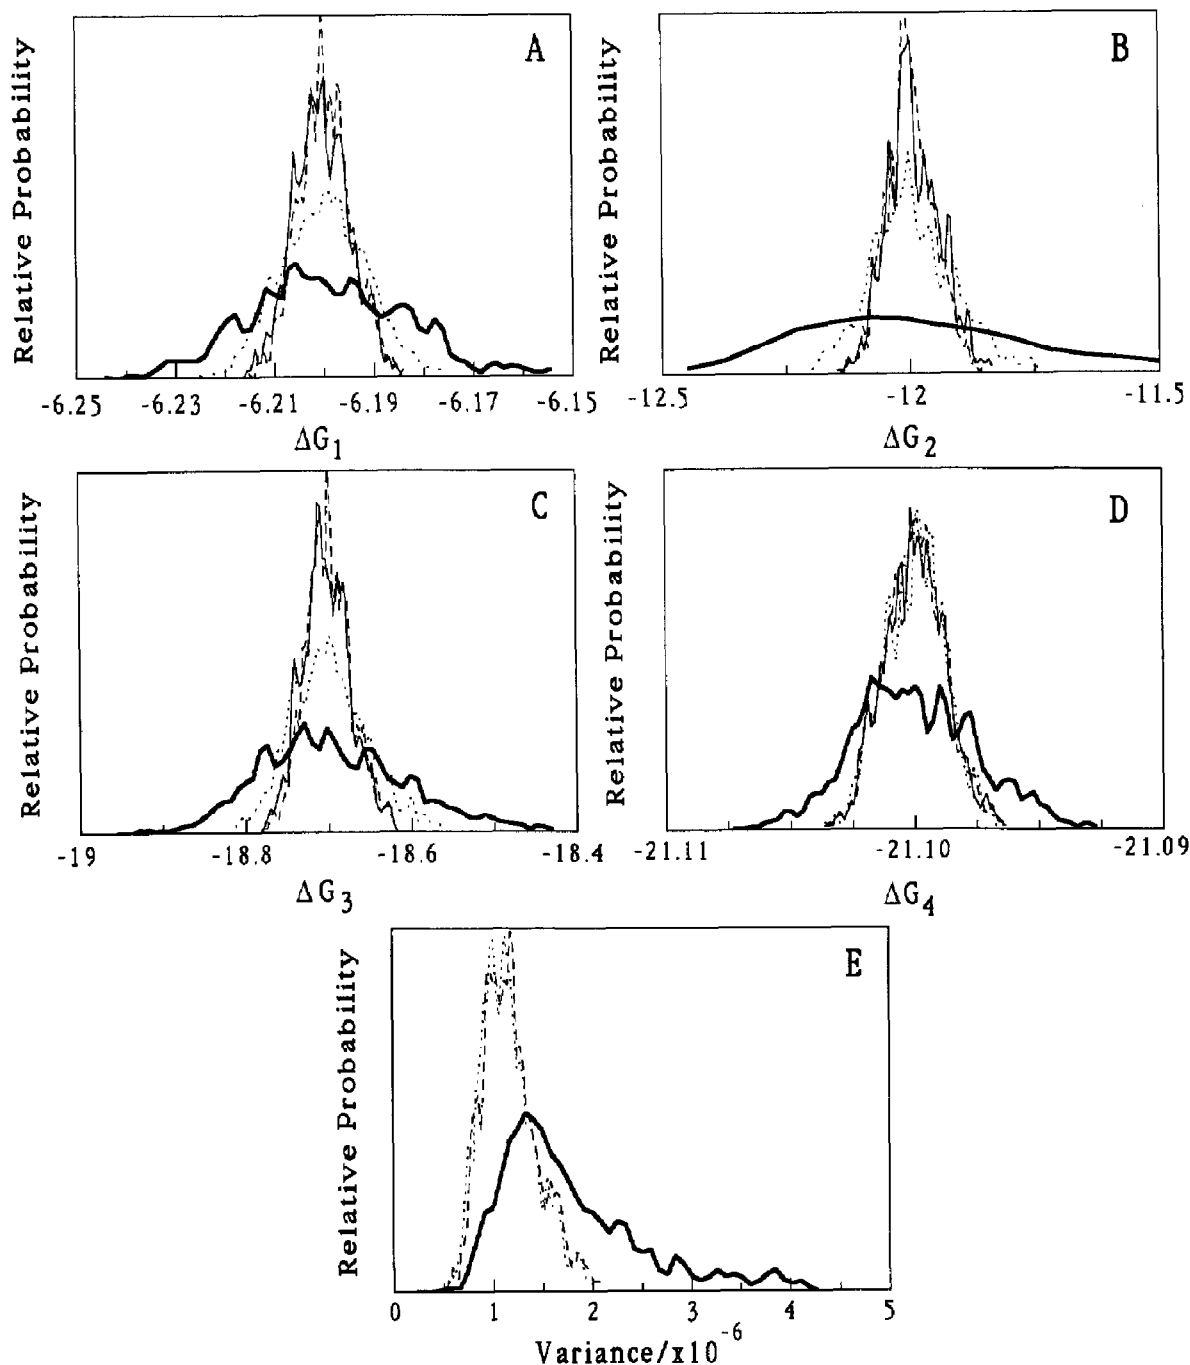 A
Relative Probability
-6.25 -6.23 -6.21 -6.19 -6.17 -6.15
ΔG1
B
Relative Probability
-12.5 -12 -11.5
ΔG2
C
Relative Probability
-19 -18.8 -18.6 -18.4
ΔG3
D
Relative Probability
-21.11 -21.10 -21.09
ΔG4
E
Relative Probability
0 1 2 3 4 5
Variance/x10-6